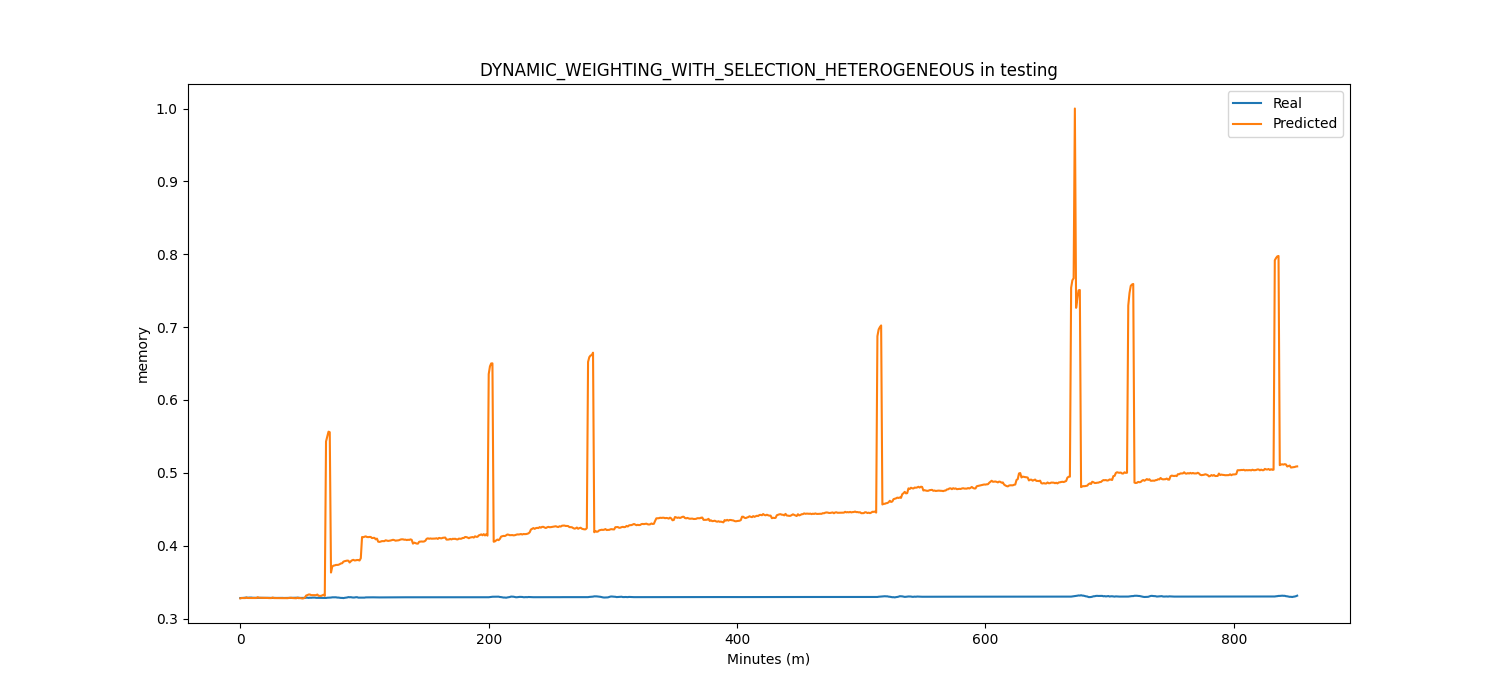 DYNAMIC_WEIGHTING_WITH_SELECTION_HETEROGENEOUS in testing
Real
Predicted
1.0
0.9
0.8
0.7
0.6
0.5
0.4
0.3
memory
0 200 400 600 800
Minutes (m)